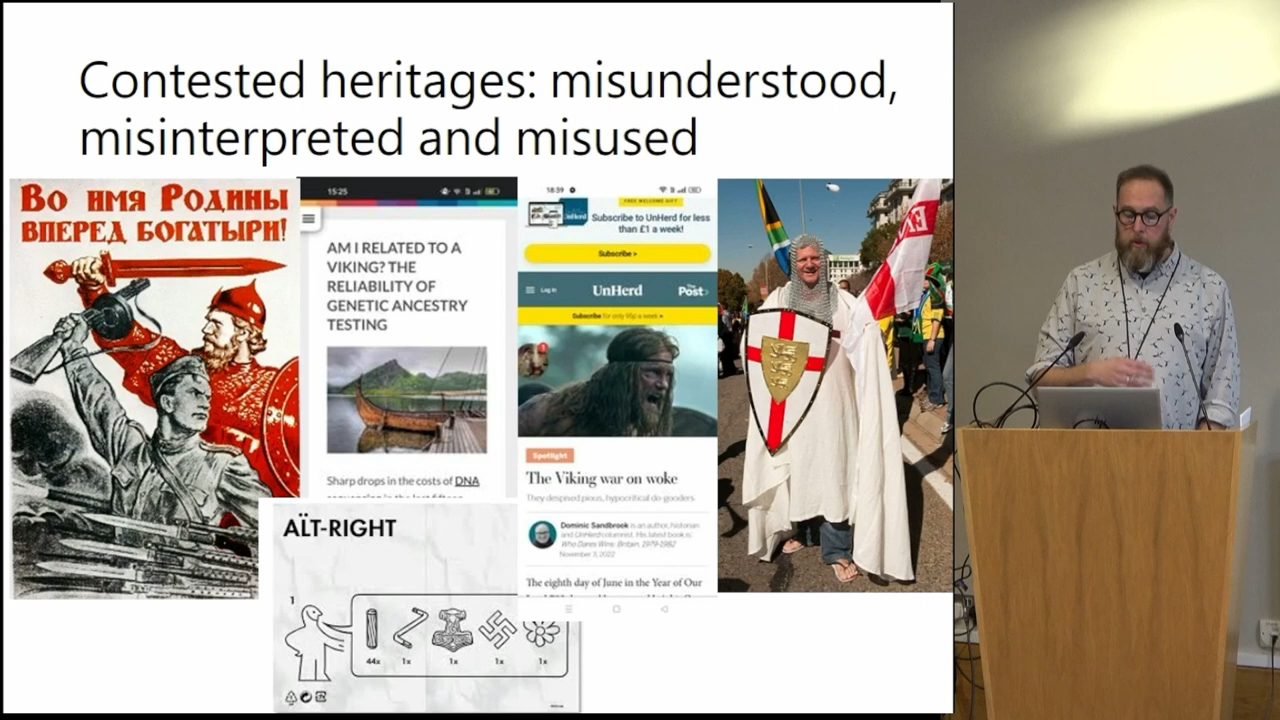 Contested heritages: misunderstood,
misinterpreted and misused
Во имя Родины
вперед богатыри!
15:25
AM I RELATED TO A
VIKING? THE
RELIABILITY OF
GENETIC ANCESTRY
TESTING
Sharp drops in the costs of DNA
18:39
FREE WELCOME GIFT
Subscribe to UnHerd for less
than £1 a week!
Subscribe >
Log in
UnHerd
The Post
Subscribe for only 95p a week >
Spotlight
The Viking war on woke
They despised pious, hypocritical do-gooders
Dominic Sandbrook is an author, historian
and UnHerd columnist. His latest book is:
Who Dares Wins: Britain, 1979-1982
November 3, 2022
The eighth day of June in the Year of Our
AÜT-RIGHT
1
44x
1x
1x
1x
1x